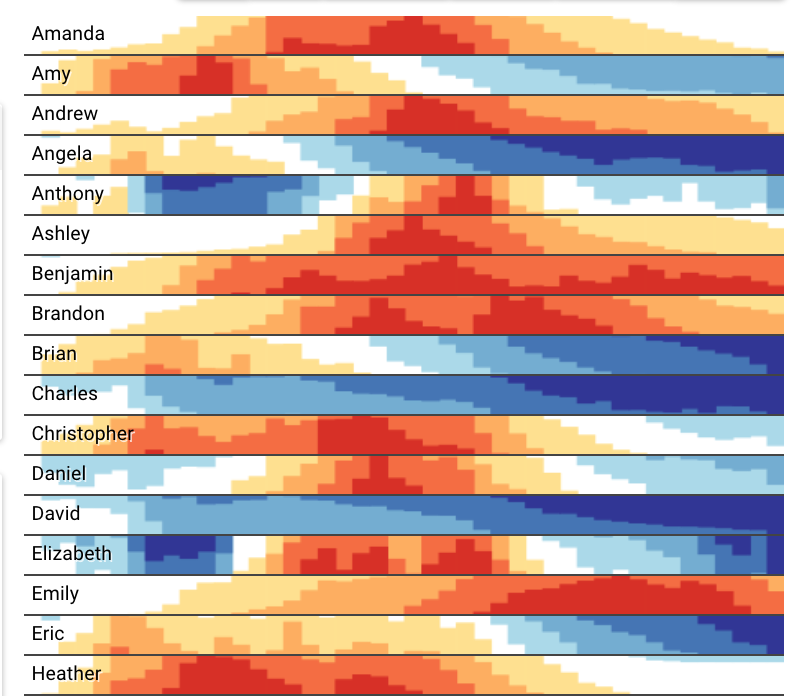 Amanda
Amy
Andrew
Angela
Anthony
Ashley
Benjamin
Brandon
Brian
Charles
Christopher
Daniel
David
Elizabeth
Emily
Eric
Heather